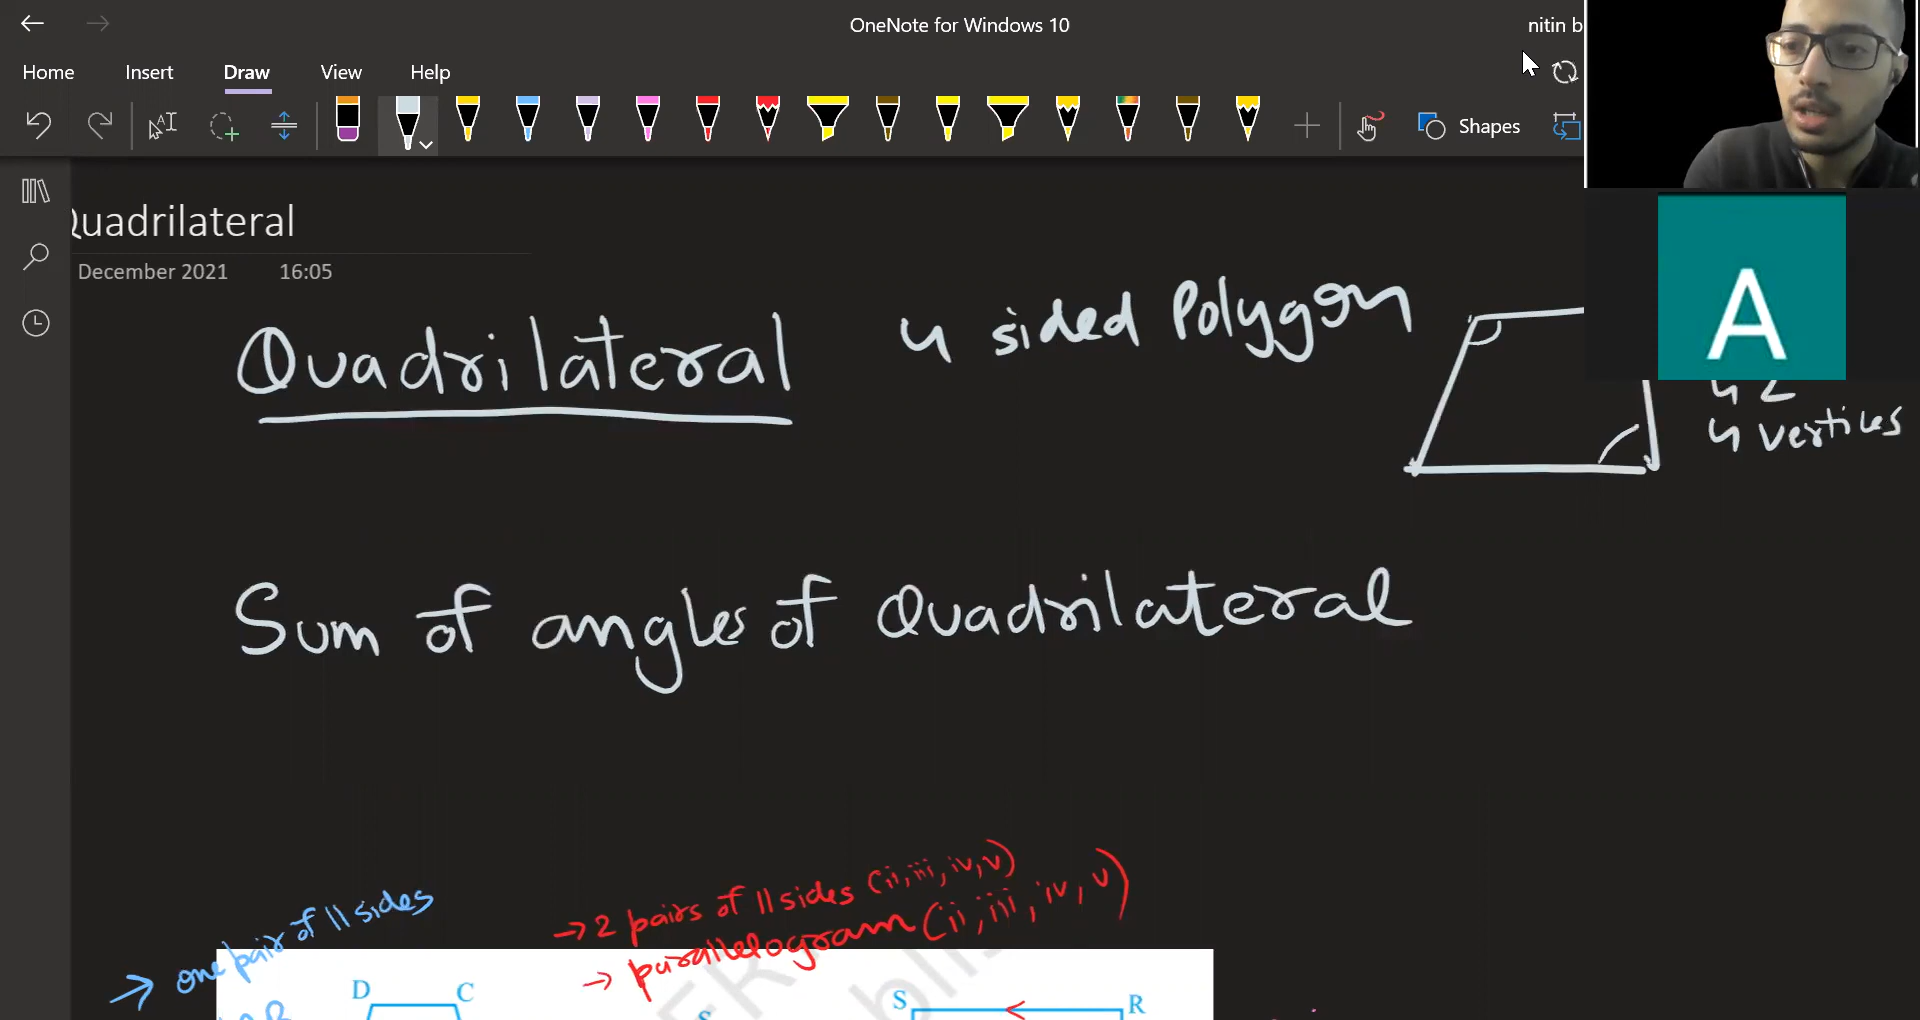 OneNote for Windows 10
nitin b
Home Insert Draw View Help
Shapes
Quadrilateral
December 2021 16:05
Quadrilateral
4 sided Polygon
A
4 ∠
4 vertices
Sum of angles of Quadrilateral
→ one pair of || sides
→ 2 pairs of || sides (ii, iii, iv, v)
→ parallelogram (ii, iii, iv, v)
D C
S
S R